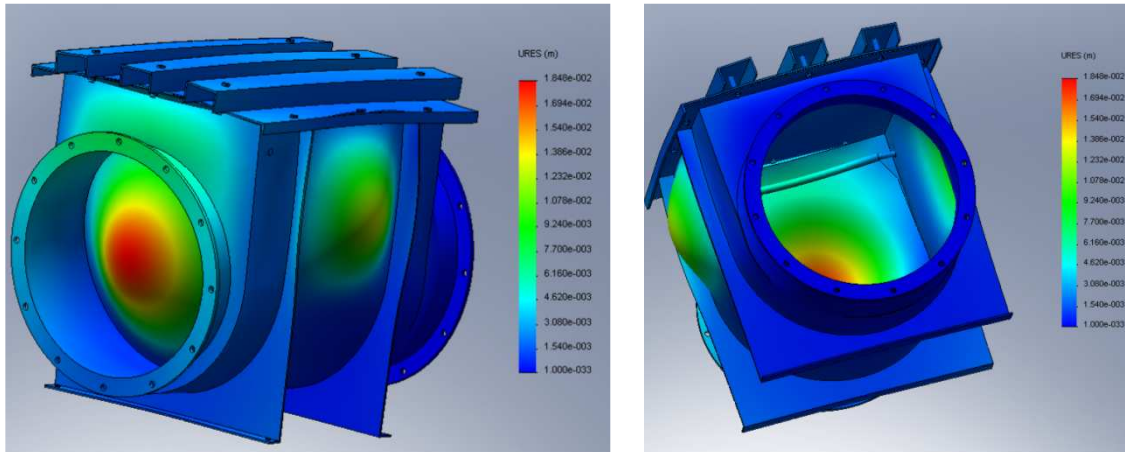 URES (m)
1.848e-002
1.694e-002
1.540e-002
1.386e-002
1.232e-002
1.078e-002
9.240e-003
7.700e-003
6.160e-003
4.620e-003
3.080e-003
1.540e-003
1.000e-033
URES (m)
1.848e-002
1.694e-002
1.540e-002
1.386e-002
1.232e-002
1.078e-002
9.240e-003
7.700e-003
6.160e-003
4.620e-003
3.080e-003
1.540e-003
1.000e-033